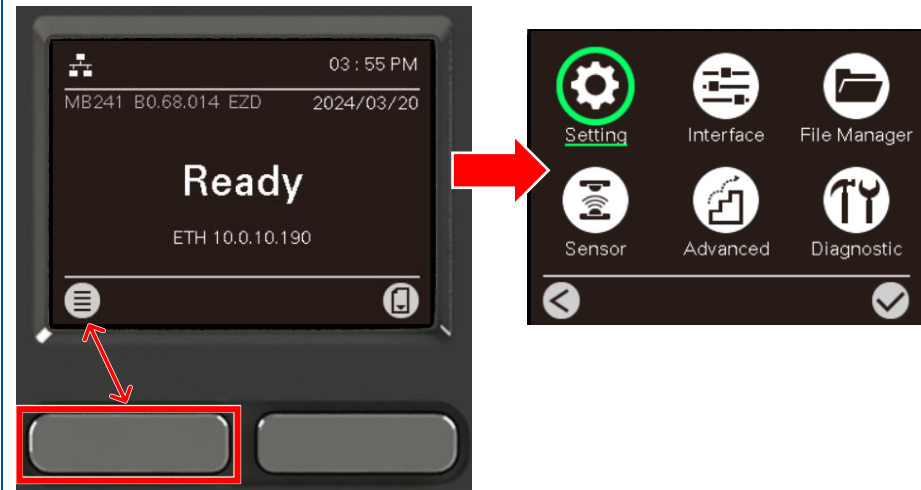 03 : 55 PM
MB241 B0.68.014 EZD 2024/03/20
Ready
ETH 10.0.10.190
Setting Interface File Manager
Sensor Advanced Diagnostic